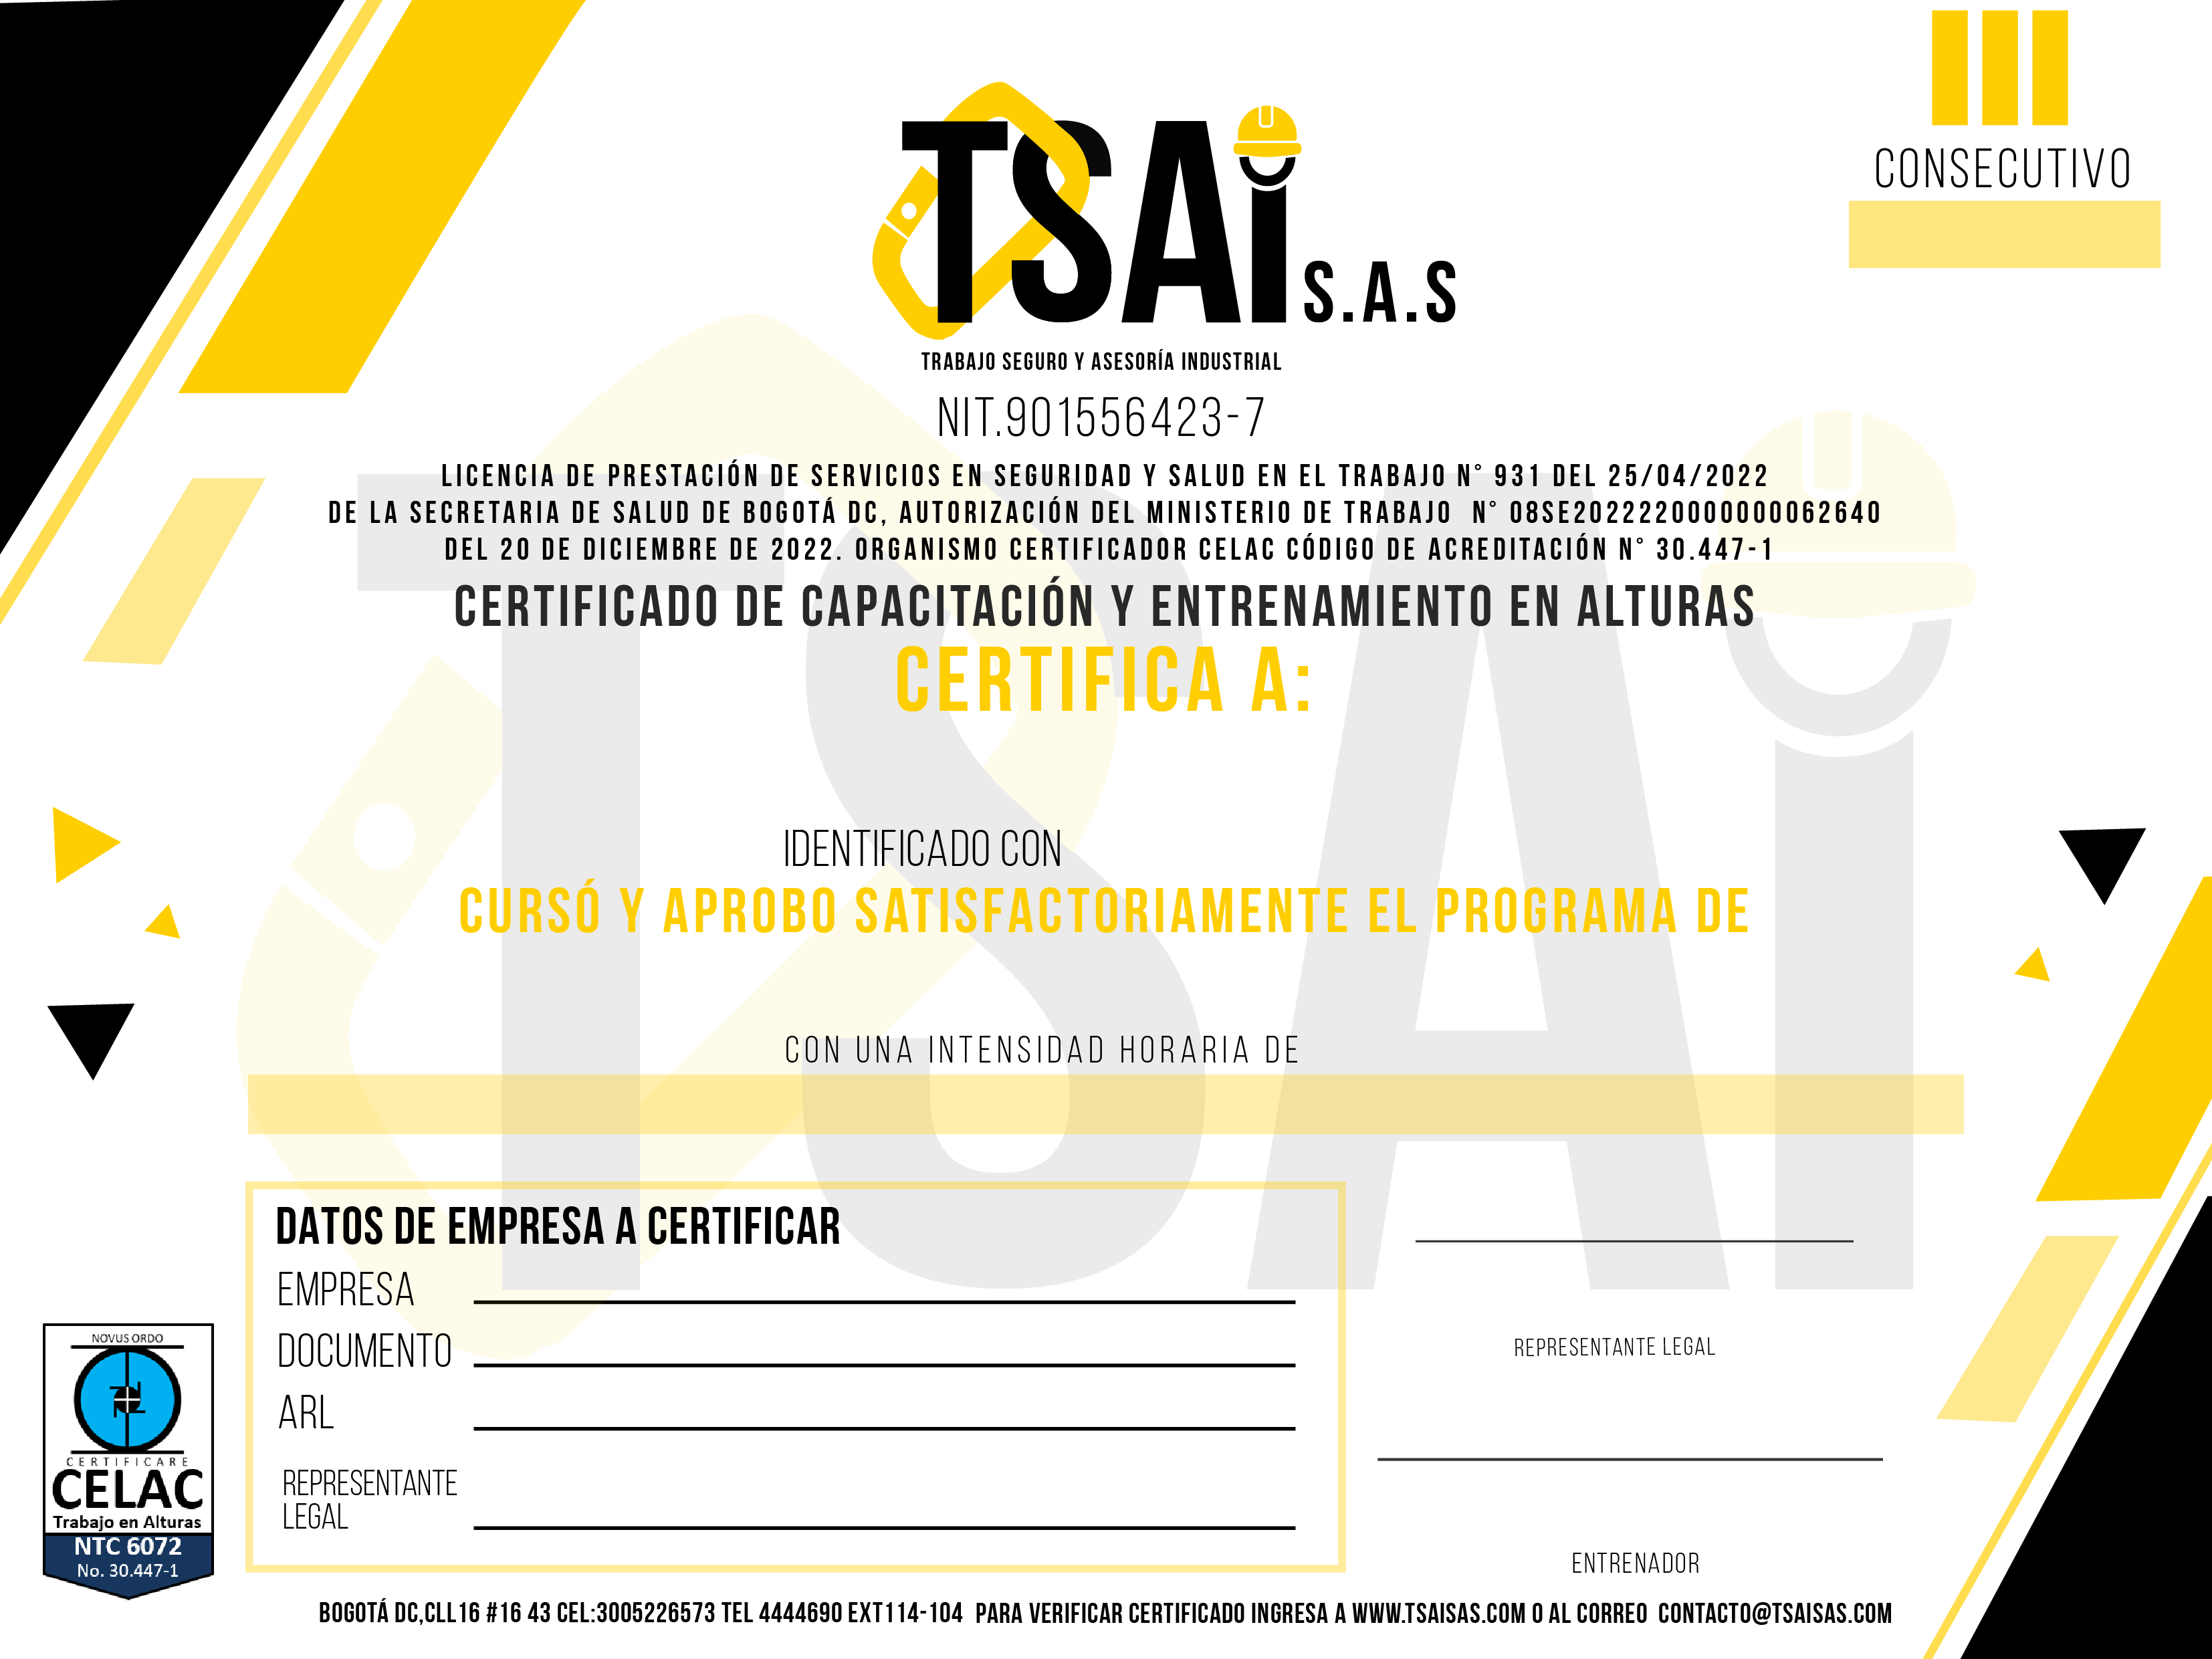 CONSECUTIVO
TSAi S.A.S
TRABAJO SEGURO Y ASESORÍA INDUSTRIAL
NIT.901556423-7
LICENCIA DE PRESTACIÓN DE SERVICIOS EN SEGURIDAD Y SALUD EN EL TRABAJO N° 931 DEL 25/04/2022
DE LA SECRETARIA DE SALUD DE BOGOTÁ DC, AUTORIZACIÓN DEL MINISTERIO DE TRABAJO N° 08SE2022220000000062640
DEL 20 DE DICIEMBRE DE 2022. ORGANISMO CERTIFICADOR CELAC CÓDIGO DE ACREDITACIÓN N° 30.447-1
CERTIFICADO DE CAPACITACIÓN Y ENTRENAMIENTO EN ALTURAS
CERTIFICA A:
IDENTIFICADO CON
CURSÓ Y APROBO SATISFACTORIAMENTE EL PROGRAMA DE
CON UNA INTENSIDAD HORARIA DE
TSAi
DATOS DE EMPRESA A CERTIFICAR
EMPRESA
DOCUMENTO
ARL
REPRESENTANTE
LEGAL
REPRESENTANTE LEGAL
ENTRENADOR
NOVUS ORDO
CERTIFICARE
CELAC
Trabajo en Alturas
NTC 6072
No. 30.447-1
BOGOTÁ DC,CLL16 #16 43 CEL:3005226573 TEL 4444690 EXT114-104 PARA VERIFICAR CERTIFICADO INGRESA A WWW.TSAISAS.COM O AL CORREO CONTACTO@TSAISAS.COM